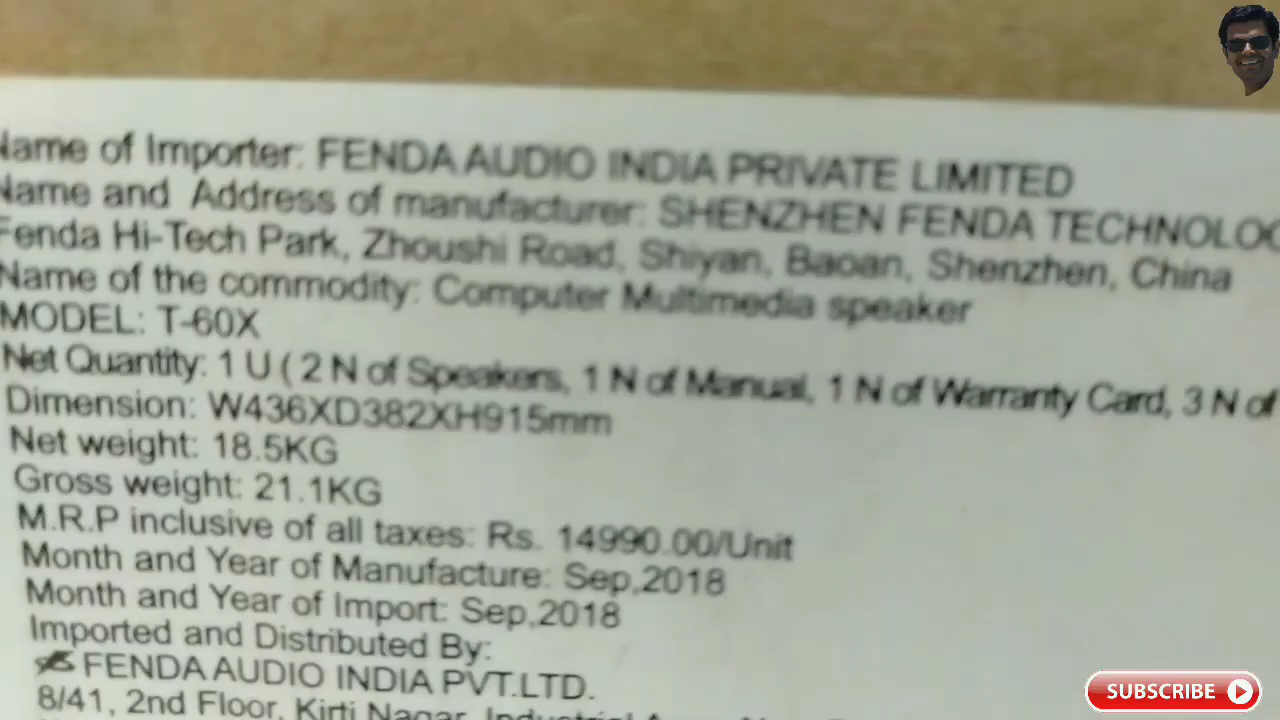 Name of Importer: FENDA AUDIO INDIA PRIVATE LIMITED
Name and Address of manufacturer: SHENZHEN FENDA TECHNOLOG
Fenda Hi-Tech Park, Zhoushi Road, Shiyan, Baoan, Shenzhen, China
Name of the commodity: Computer Multimedia speaker
MODEL: T-60X
Net Quantity: 1 U ( 2 N of Speakers, 1 N of Manual, 1 N of Warranty Card, 3 N of
Dimension: W436XD382XH915mm
Net weight: 18.5KG
Gross weight: 21.1KG
M.R.P inclusive of all taxes: Rs. 14990.00/Unit
Month and Year of Manufacture: Sep,2018
Month and Year of Import: Sep,2018
Imported and Distributed By:
FENDA AUDIO INDIA PVT.LTD.
8/41, 2nd Floor, Kirti Nagar, Industrial
SUBSCRIBE